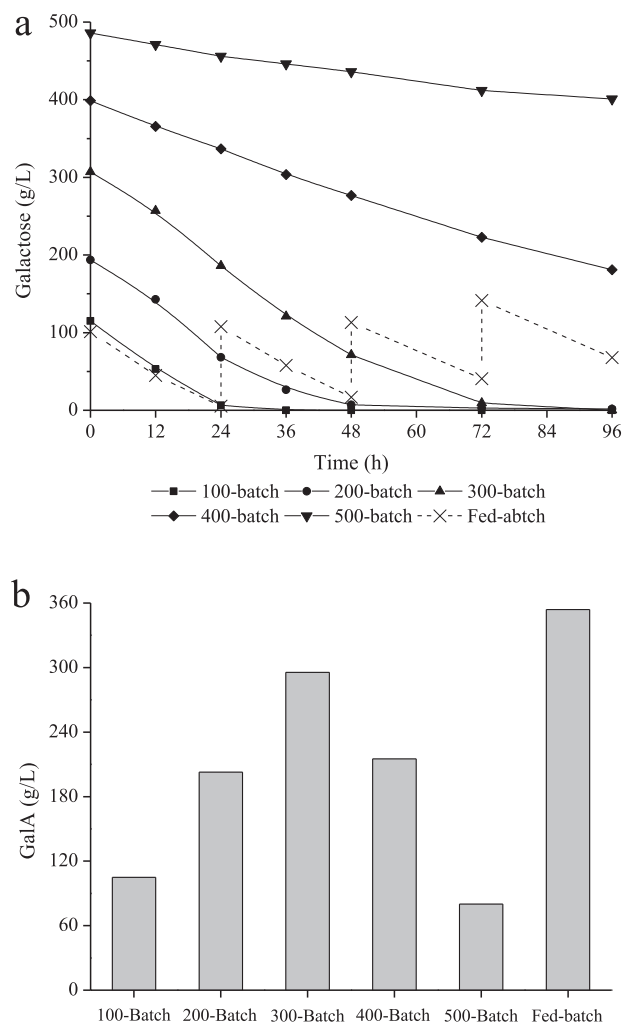 a
500
400
300
200
100
0
Galactose (g/L)
0 12 24 36 48 60 72 84 96
Time (h)
100-batch 200-batch 300-batch
400-batch 500-batch Fed-abtch
b
360
300
240
180
120
60
0
GalA (g/L)
100-Batch 200-Batch 300-Batch 400-Batch 500-Batch Fed-batch